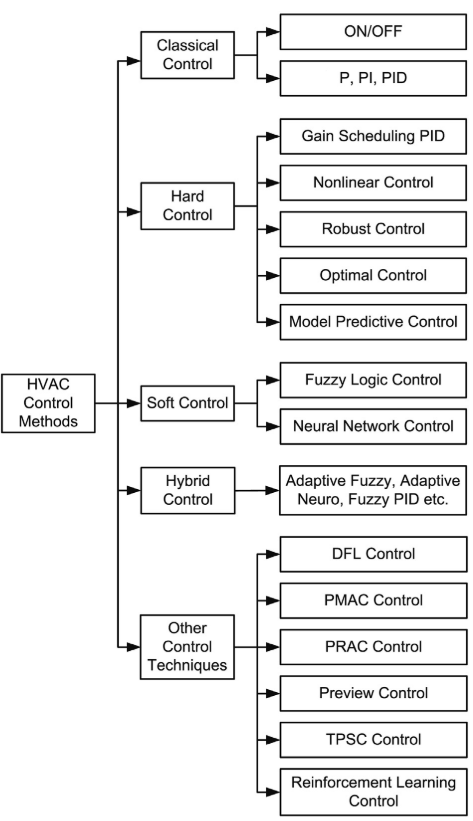 HVAC
Control
Methods
Classical
Control
ON/OFF
P, PI, PID
Hard
Control
Gain Scheduling PID
Nonlinear Control
Robust Control
Optimal Control
Model Predictive Control
Soft Control
Fuzzy Logic Control
Neural Network Control
Hybrid
Control
Adaptive Fuzzy, Adaptive
Neuro, Fuzzy PID etc.
Other
Control
Techniques
DFL Control
PMAC Control
PRAC Control
Preview Control
TPSC Control
Reinforcement Learning
Control